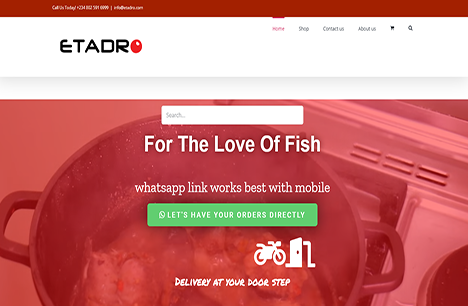 Call Us Today! +234 802 591 6099 | info@etadro.com
ETADRO
Home Shop Contact us About us
Search...
For The Love Of Fish
whatsapp link works best with mobile
LET'S HAVE YOUR ORDERS DIRECTLY
Delivery at your door step